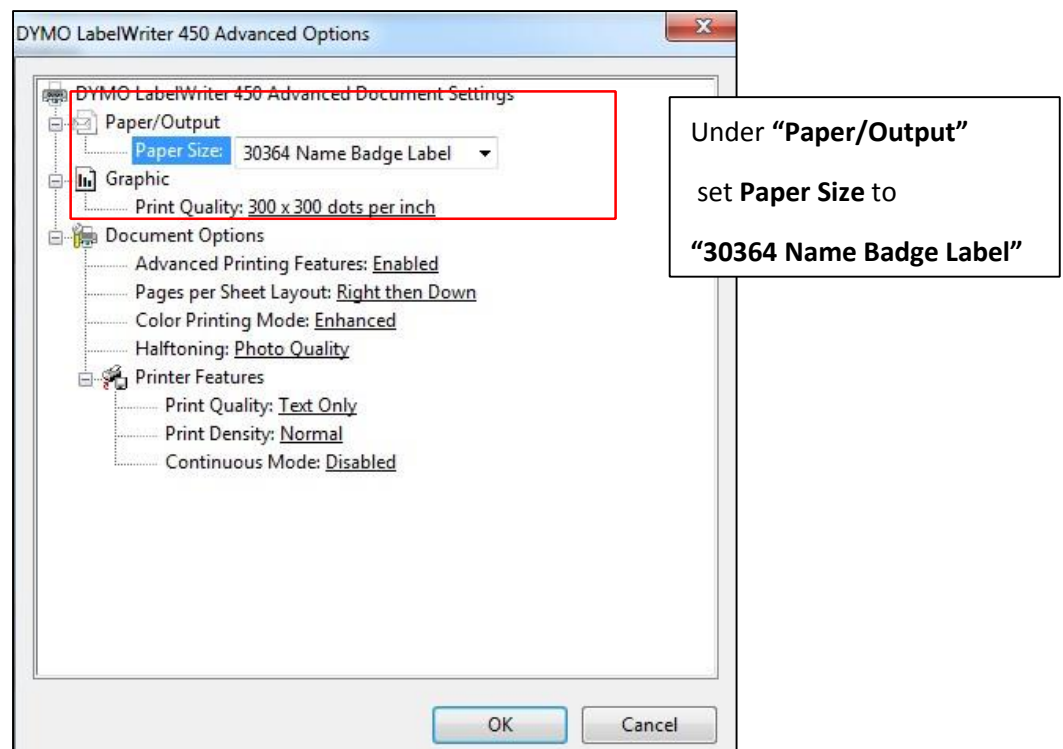 DYMO LabelWriter 450 Advanced Options
DYMO LabelWriter 450 Advanced Document Settings
Paper/Output
Paper Size: 30364 Name Badge Label
Graphic
Print Quality: 300 x 300 dots per inch
Document Options
Advanced Printing Features: Enabled
Pages per Sheet Layout: Right then Down
Color Printing Mode: Enhanced
Halftoning: Photo Quality
Printer Features
Print Quality: Text Only
Print Density: Normal
Continuous Mode: Disabled
OK Cancel
Under “Paper/Output”
set Paper Size to
“30364 Name Badge Label”